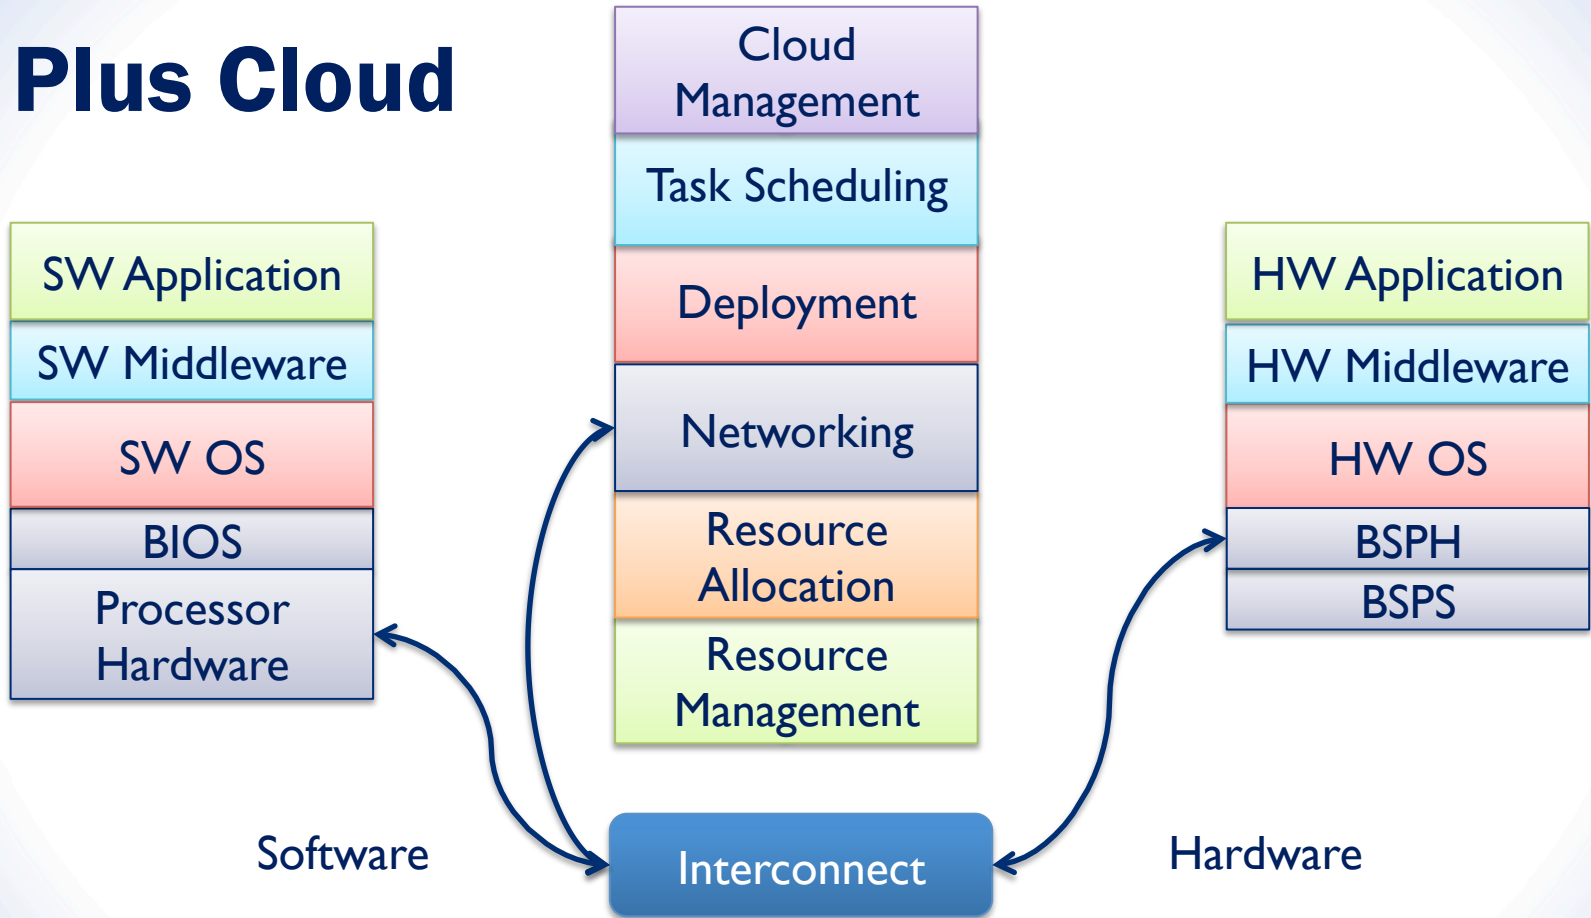 Plus Cloud
SW Application
SW Middleware
SW OS
BIOS
Processor
Hardware
Software
Cloud
Management
Task Scheduling
Deployment
Networking
Resource
Allocation
Resource
Management
Interconnect
HW Application
HW Middleware
HW OS
BSPH
BSPS
Hardware